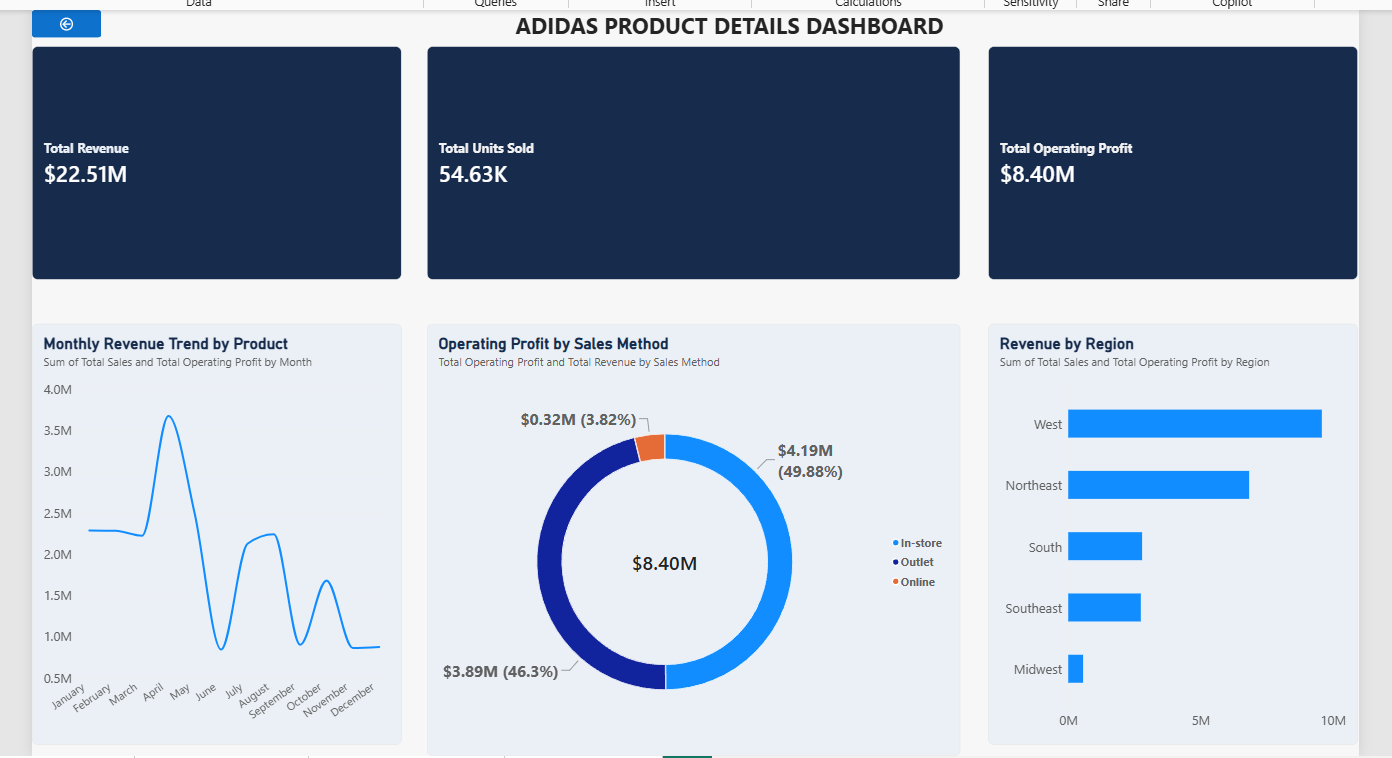 Data
Queries
Insert
Calculations
Sensitivity
Share
Copilot
ADIDAS PRODUCT DETAILS DASHBOARD
Total Revenue
$22.51M
Total Units Sold
54.63K
Total Operating Profit
$8.40M
Monthly Revenue Trend by Product
Sum of Total Sales and Total Operating Profit by Month
4.0M
3.5M
3.0M
2.5M
2.0M
1.5M
1.0M
0.5M
January
February
March
April
May
June
July
August
September
October
November
December
Operating Profit by Sales Method
Total Operating Profit and Total Revenue by Sales Method
$0.32M (3.82%)
$4.19M
(49.88%)
$8.40M
$3.89M (46.3%)
In-store
Outlet
Online
Revenue by Region
Sum of Total Sales and Total Operating Profit by Region
West
Northeast
South
Southeast
Midwest
0M
5M
10M